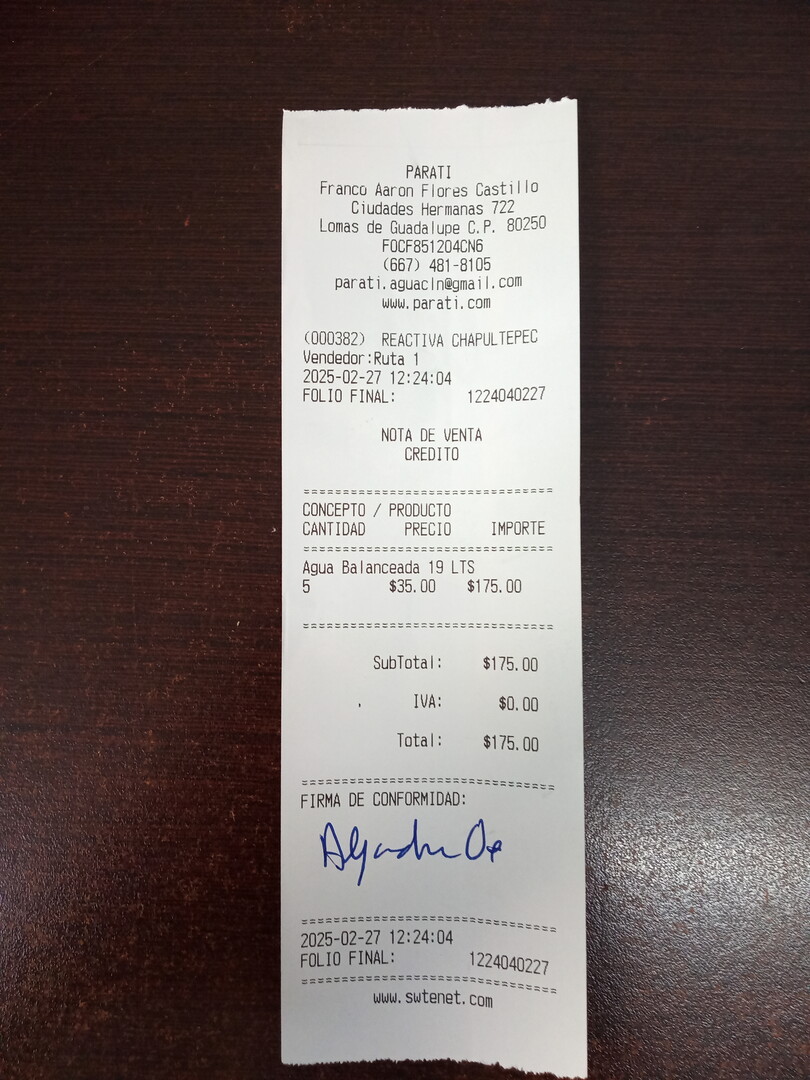 PARATI
Franco Aaron Flores Castillo
Ciudades Hermanas 722
Lomas de Guadalupe C.P. 80250
FOCF851204CN6
(667) 481-8105
parati.aguacln@gmail.com
www.parati.com
(000382) REACTIVA CHAPULTEPEC
Vendedor:Ruta 1
2025-02-27 12:24:04
FOLIO FINAL: 1224040227
NOTA DE VENTA
CREDITO
CONCEPTO / PRODUCTO
CANTIDAD PRECIO IMPORTE
Agua Balanceada 19 LTS
5 $35.00 $175.00
SubTotal: $175.00
IVA: $0.00
Total: $175.00
FIRMA DE CONFORMIDAD:
2025-02-27 12:24:04
FOLIO FINAL: 1224040227
www.swtenet.com